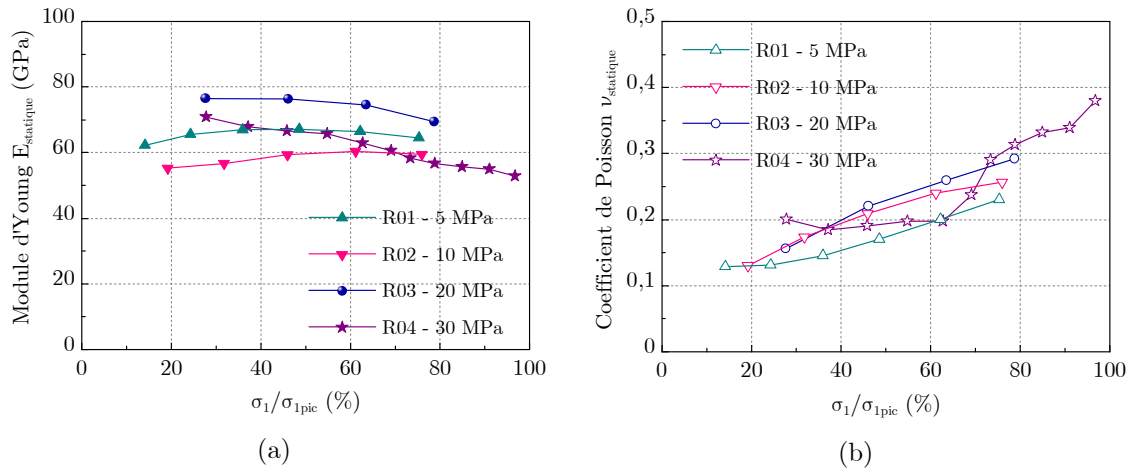 Module d'Young E_statique (GPa)
100
80
60
40
20
0
R01 - 5 MPa
R02 - 10 MPa
R03 - 20 MPa
R04 - 30 MPa
0 20 40 60 80 100
σ1/σ1pic (%)
(a)
Coefficient de Poisson ν_statique
0,5
0,4
0,3
0,2
0,1
0,0
R01 - 5 MPa
R02 - 10 MPa
R03 - 20 MPa
R04 - 30 MPa
0 20 40 60 80 100
σ1/σ1pic (%)
(b)